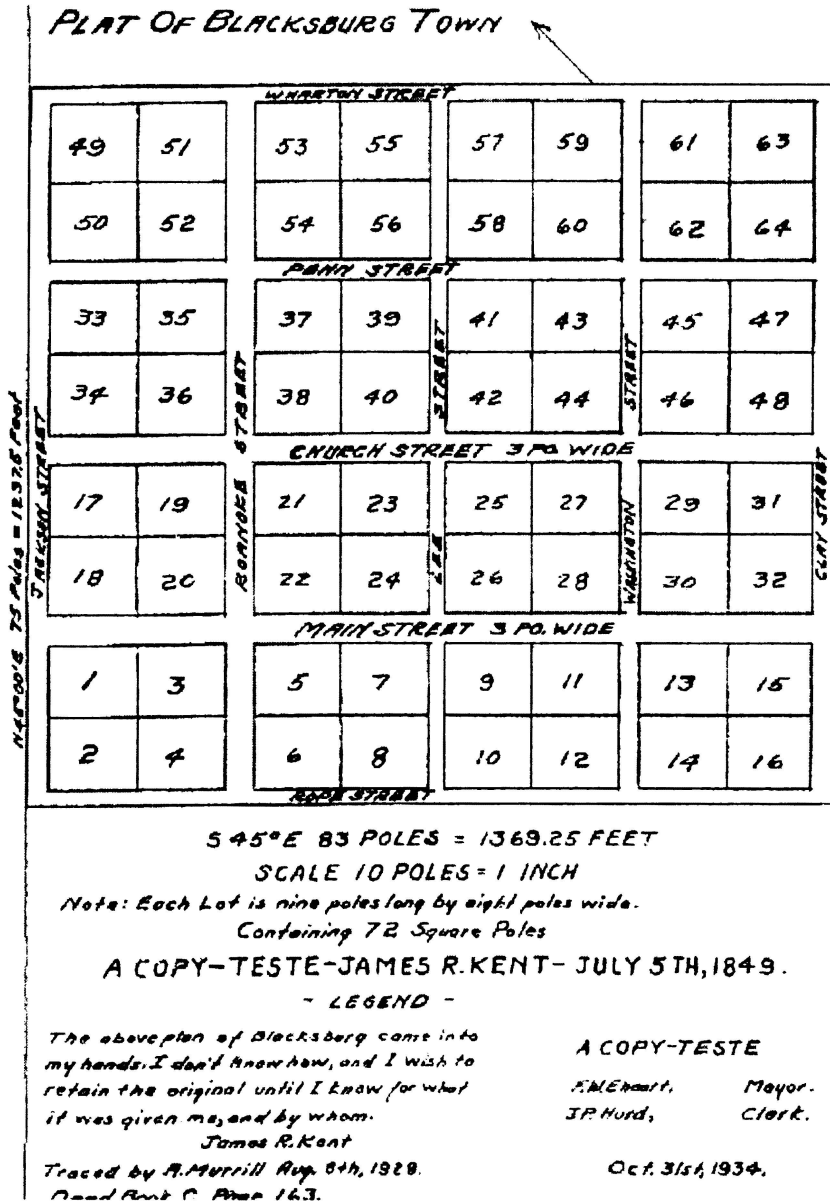 PLAT OF BLACKSBURG TOWN
WHARTON STREET
49 51 53 55 57 59 61 63
50 52 54 56 58 60 62 64
PENN STREET
33 35 37 39 41 43 45 47
34 36 38 40 42 44 46 48
CHURCH STREET 3 PO. WIDE
17 19 21 23 25 27 29 31
18 20 22 24 26 28 30 32
MAIN STREET 3 PO. WIDE
1 3 5 7 9 11 13 15
2 4 6 8 10 12 14 16
ROPE STREET
N45°00'E 75 Poles = 1237.5 Feet
JACKSON STREET
ROANOKE STREET
LEE STREET
WASHINGTON STREET
CLAY STREET
S 45°E 83 POLES = 1369.25 FEET
SCALE 10 POLES = 1 INCH
Note: Each Lot is nine poles long by eight poles wide.
Containing 72 Square Poles
A COPY-TESTE-JAMES R. KENT- JULY 5TH, 1849.
- LEGEND -
The above plan of Blacksburg came into
my hands. I don't know how, and I wish to
retain the original until I know for what
it was given me, and by whom.
James R. Kent
Traced by A. Murrill Aug. 8th, 1929.
Deed Book C Page 163.
A COPY-TESTE
Mayor.
J.P. Hurd, Clerk.
Oct. 31st, 1934.